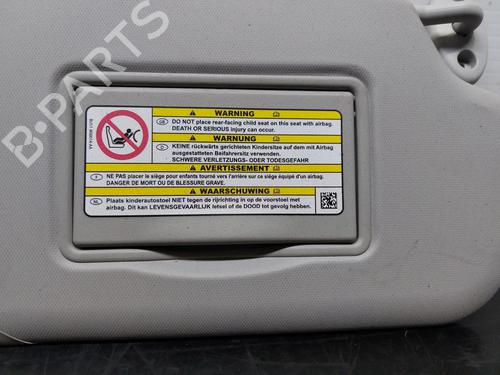 WARNING
GB DO NOT place rear-facing child seat on this seat with airbag.
DEATH OR SERIOUS injury can occur.
WARNUNG
D KEINE rückwärts gerichteten Kindersitze auf dem mit Airbag
ausgestatteten Beifahrersitz verwenden.
SCHWERE VERLETZUNGS- ODER TODESGEFAHR
AVERTISSEMENT
F NE PAS placer le siège pour enfants tourné vers l'arrière sur ce siège équipé d'un airbag.
DANGER DE MORT OU DE BLESSURE GRAVE.
WAARSCHUWING
NL Plaats kinderautostoel NIET tegen de rijrichting in op de voorstoel met
airbag. Dit kan LEVENSGEVAARLIJK letsel of de DOOD tot gevolg hebben.
B-PARTS